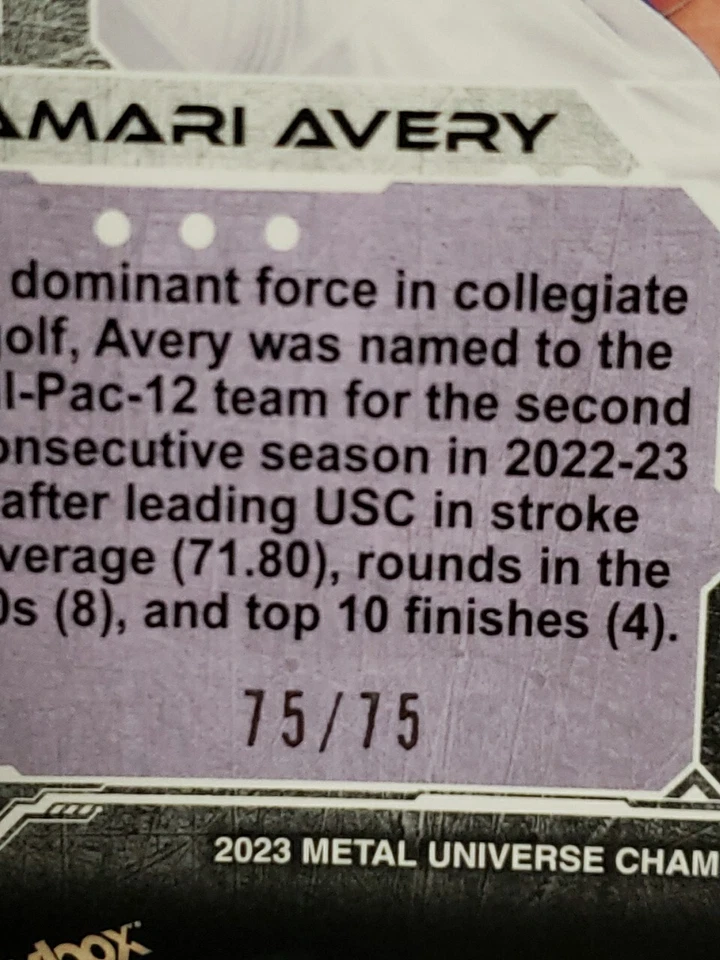 AMARI AVERY
dominant force in collegiate
olf, Avery was named to the
l-Pac-12 team for the second
onsecutive season in 2022-23
after leading USC in stroke
verage (71.80), rounds in the
0s (8), and top 10 finishes (4).
75/75
2023 METAL UNIVERSE CHAM